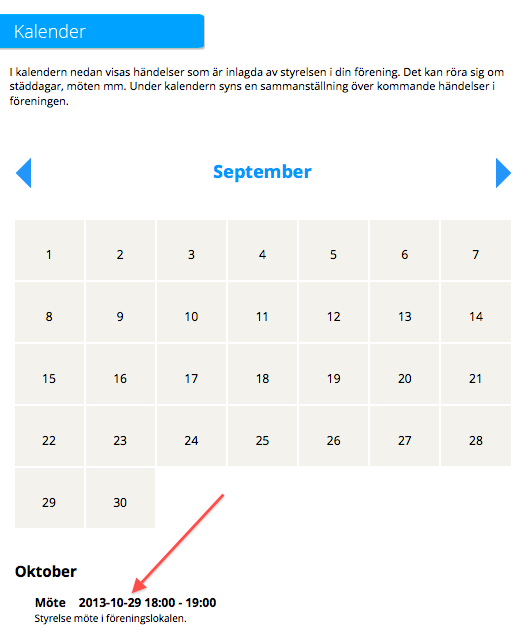 Kalender
I kalendern nedan visas händelser som är inlagda av styrelsen i din förening. Det kan röra sig om
städdagar, möten mm. Under kalendern syns en sammanställning över kommande händelser i
föreningen.
September
1 2 3 4 5 6 7
8 9 10 11 12 13 14
15 16 17 18 19 20 21
22 23 24 25 26 27 28
29 30
Oktober
Möte 2013-10-29 18:00 - 19:00
Styrelse möte i föreningslokalen.